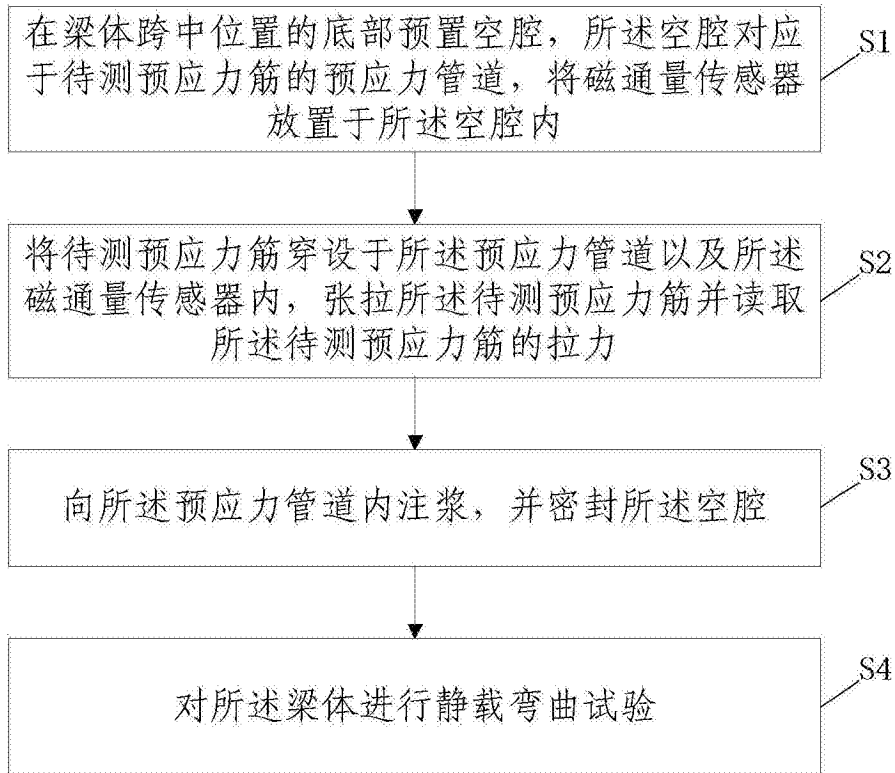 在梁体跨中位置的底部预置空腔，所述空腔对应
于待测预应力筋的预应力管道，将磁通量传感器
放置于所述空腔内
S1
将待测预应力筋穿设于所述预应力管道以及所述
磁通量传感器内，张拉所述待测预应力筋并读取
所述待测预应力筋的拉力
S2
向所述预应力管道内注浆，并密封所述空腔
S3
对所述梁体进行静载弯曲试验
S4